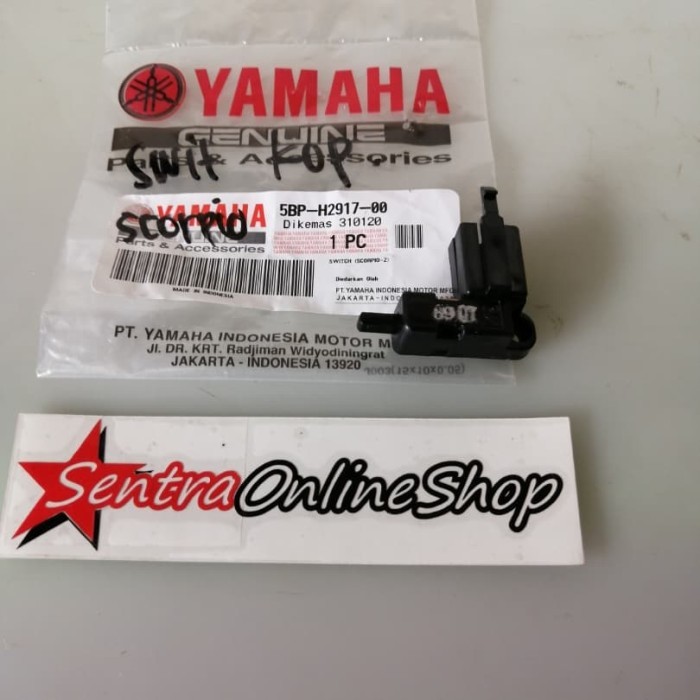 YAMAHA
GENUINE
Parts & Accessories
Swit kop.
Scorpio
YAMAHA
Parts & Accessories
5BP-H2917-00
Dikemas 310120
1 PC
SWITCH (SCORPIO-Z)
MADE IN INDONESIA
Diedarkan Oleh
PT.YAMAHA INDONESIA MOTOR MFG
JAKARTA-INDO
PT. YAMAHA INDONESIA MOTOR M
Jl. DR. KRT. Radjiman Widyodiningrat
JAKARTA - INDONESIA 13920
SentraOnlineShop